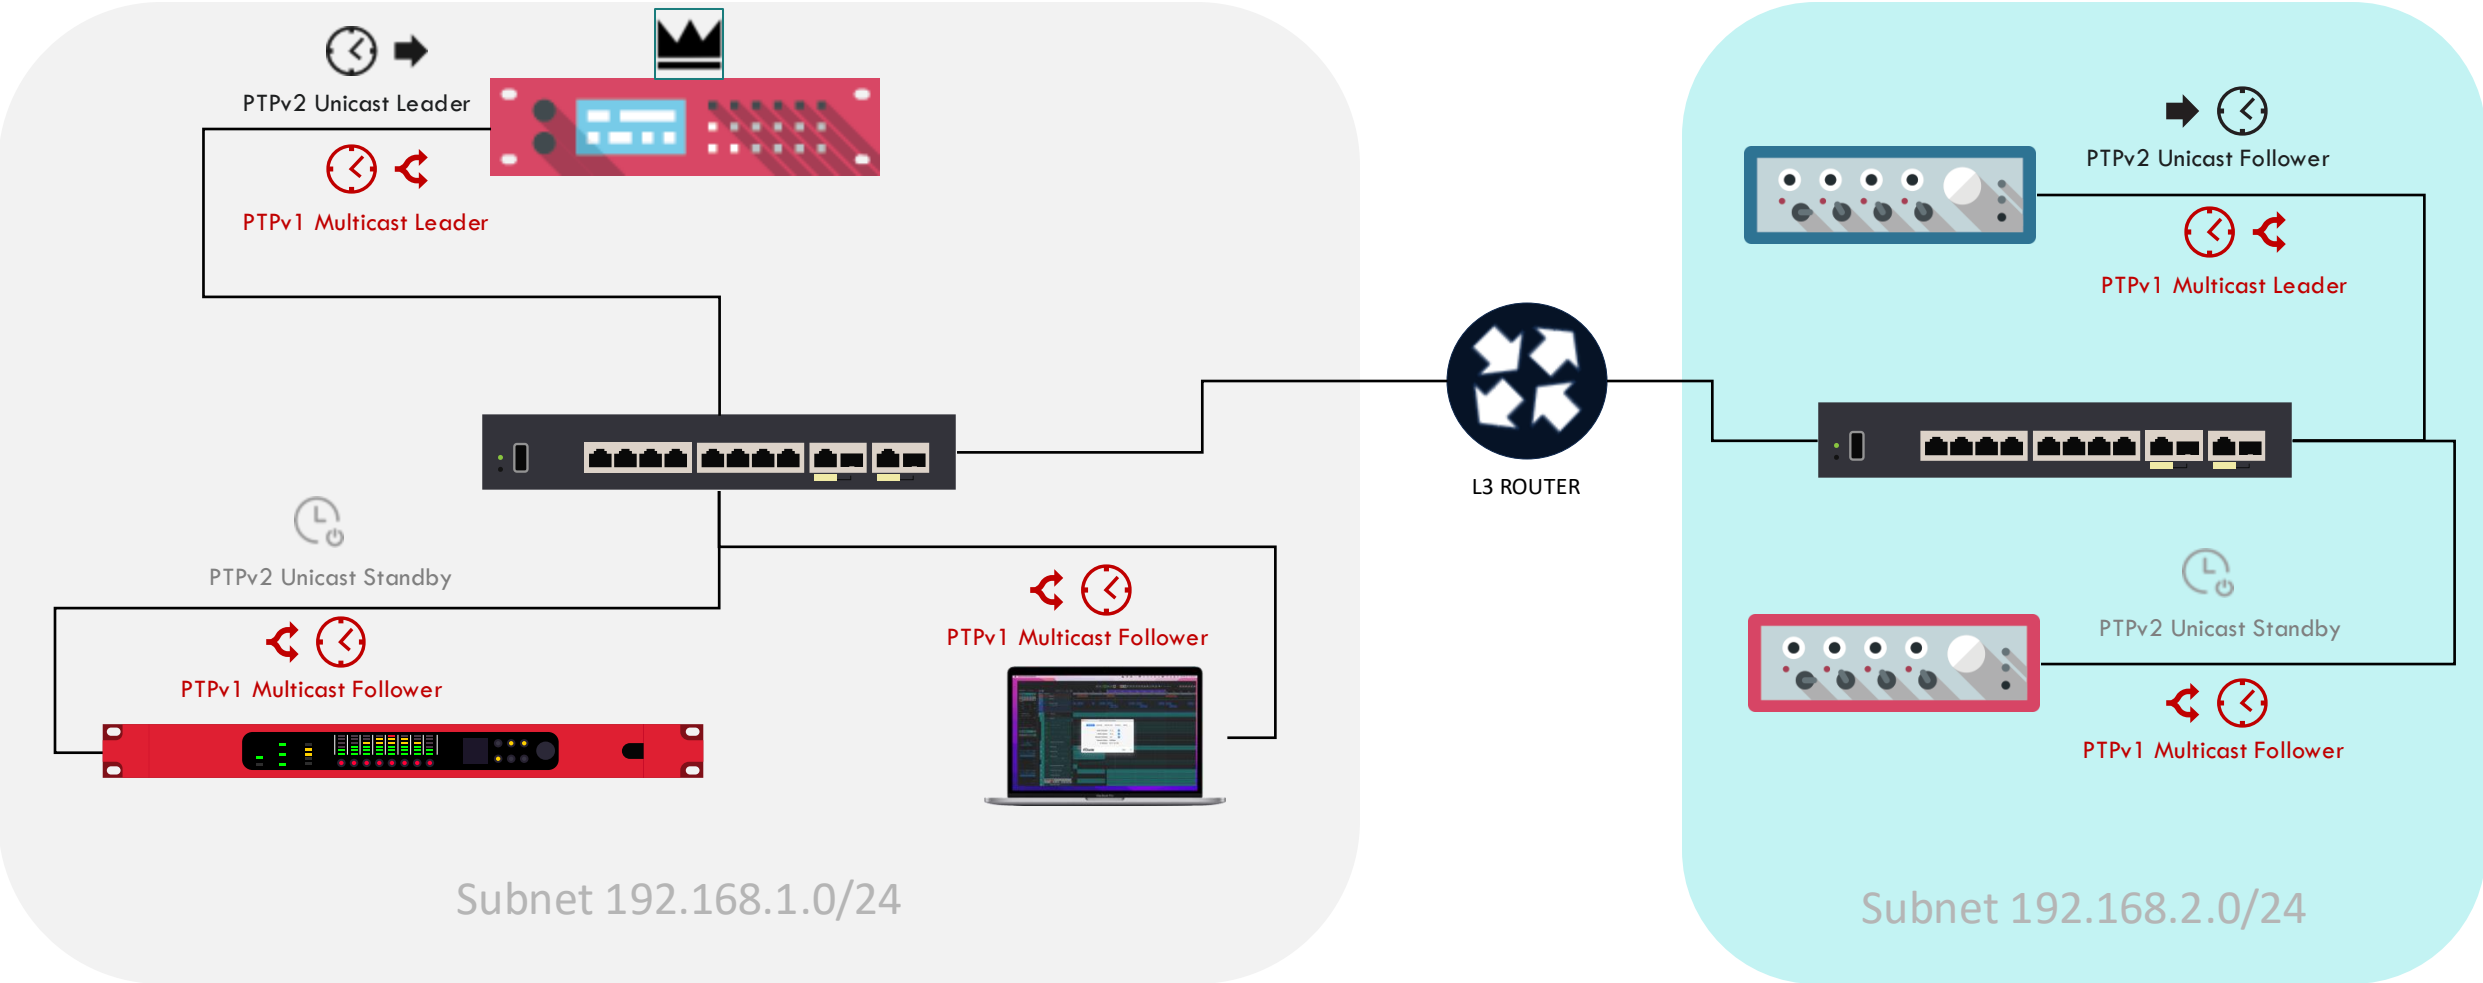 PTPv2 Unicast Leader
PTPv1 Multicast Leader
PTPv2 Unicast Follower
PTPv1 Multicast Leader
L3 ROUTER
PTPv2 Unicast Standby
PTPv1 Multicast Follower
PTPv1 Multicast Follower
PTPv2 Unicast Standby
PTPv1 Multicast Follower
Subnet 192.168.1.0/24
Subnet 192.168.2.0/24